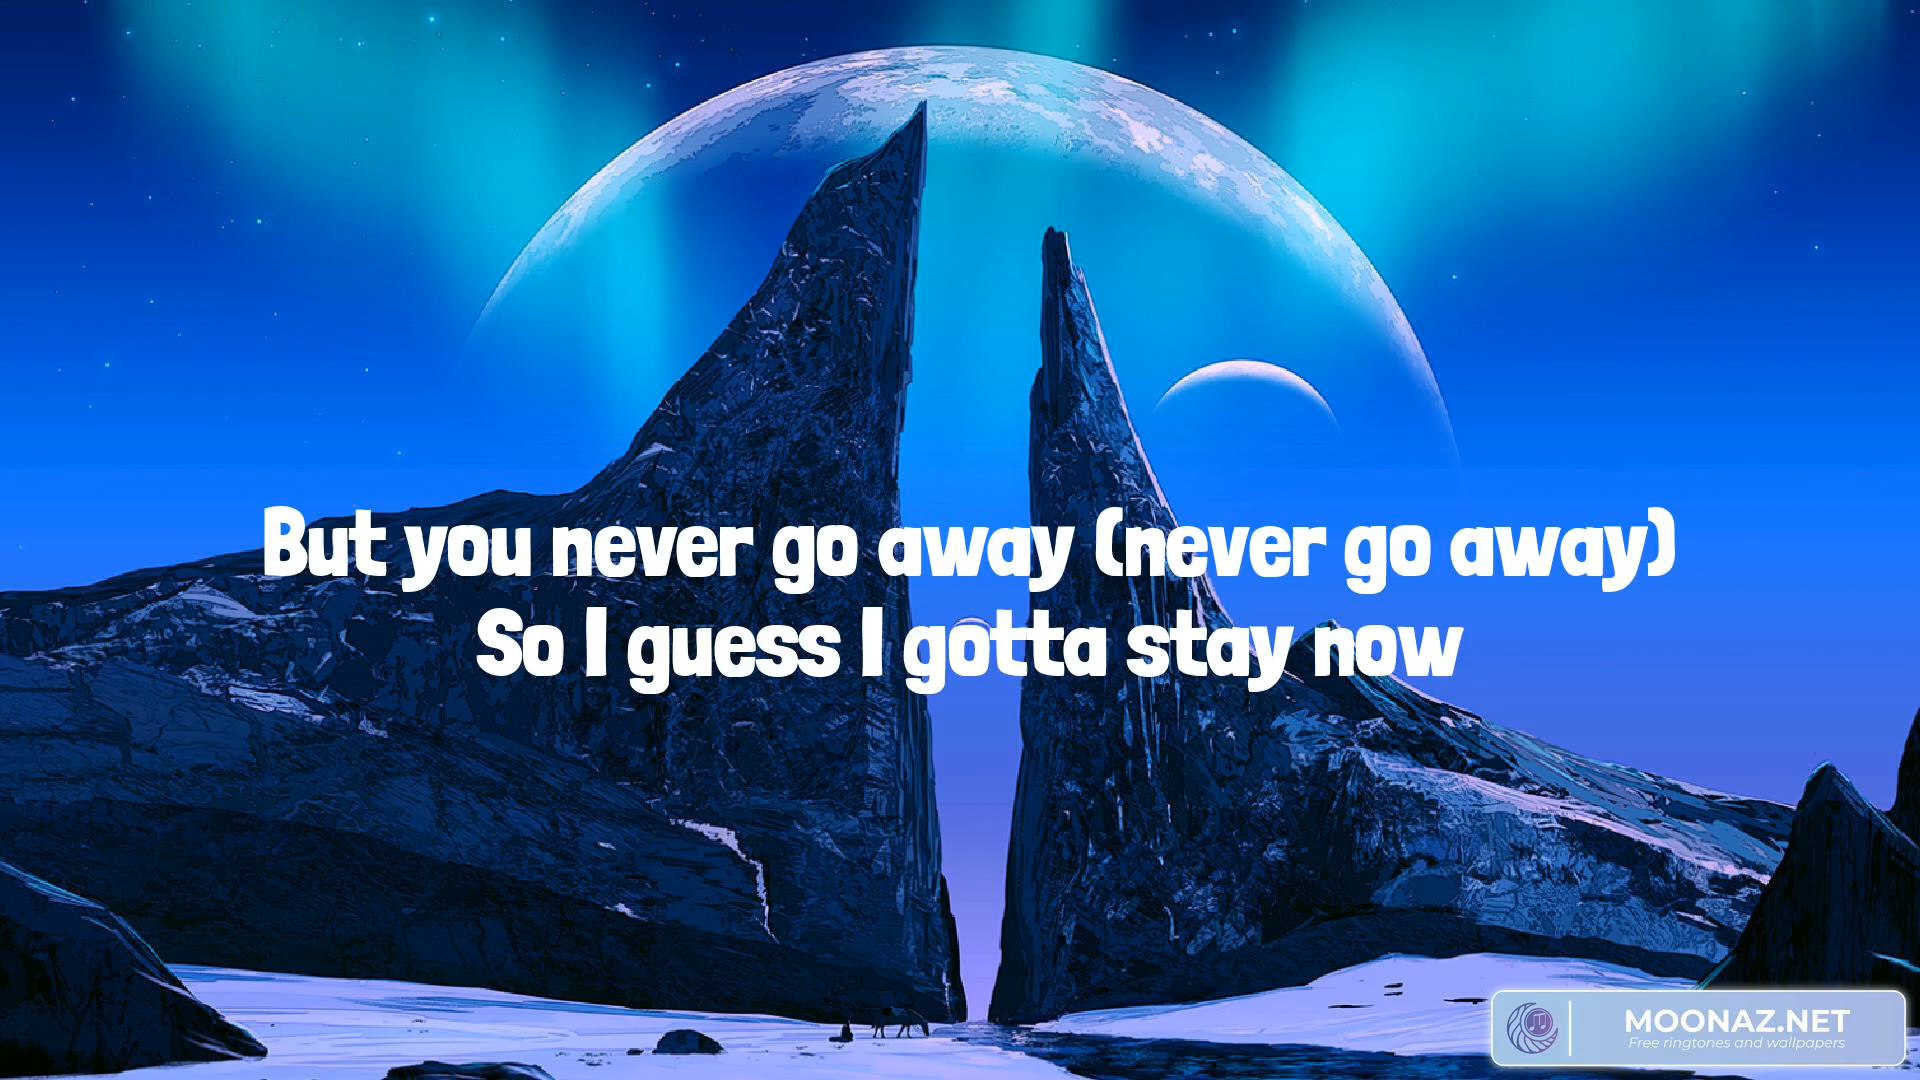 But you never go away (never go away)
So I guess I gotta stay now
MOONAZ.NET
Free ringtones and wallpapers